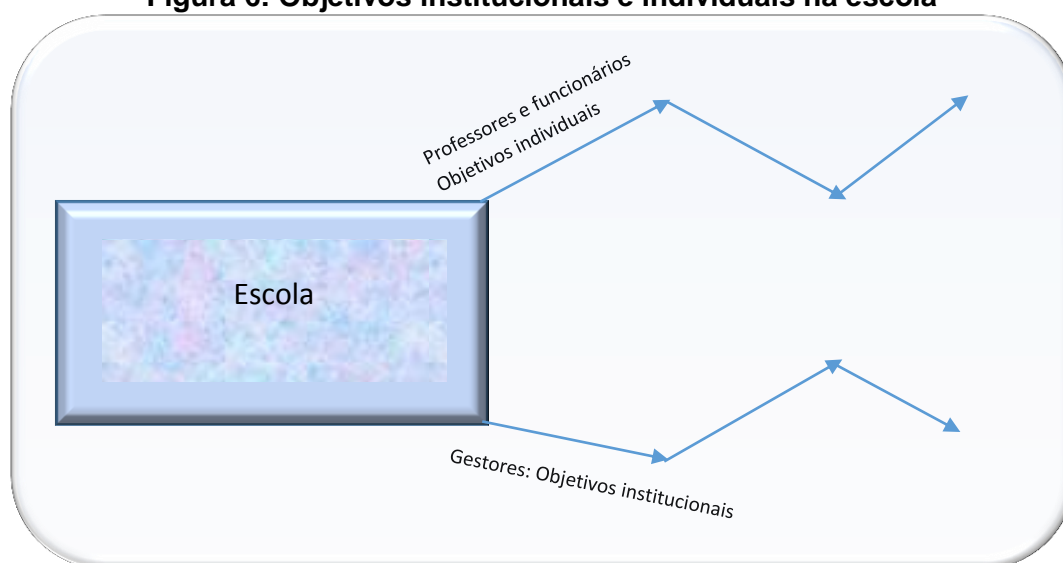 Figura 6. Objetivos Institucionais e individuais na escola
Professores e funcionários
Objetivos individuais
Escola
Gestores: Objetivos institucionais